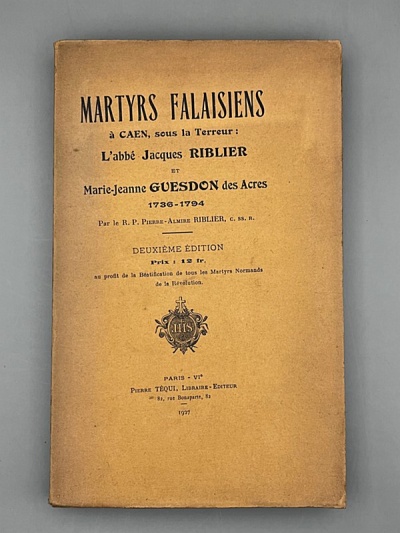 MARTYRS FALAISIENS
à CAEN, sous la Terreur :
L'abbé Jacques RIBLIER
ET
Marie-Jeanne GUESDON des Acres
1736-1794
Par le R. P. PIERRE-ALMIRE RIBLIER, C. SS. R.
DEUXIÈME ÉDITION
Prix : 12 fr.
au profit de la Béatification de tous les Martyrs Normands
de la Révolution.
IHS
PARIS - VIe
PIERRE TÉQUI, LIBRAIRE-EDITEUR
82, rue Bonaparte, 82
1927